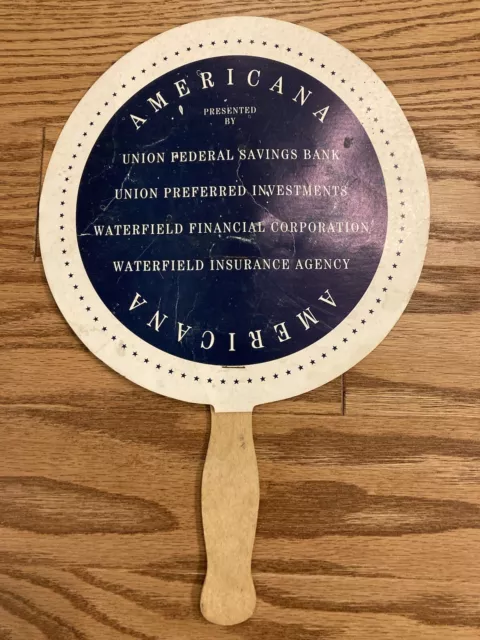 AMERICANA
PRESENTED
BY
UNION FEDERAL SAVINGS BANK
UNION PREFERRED INVESTMENTS
WATERFIELD FINANCIAL CORPORATION
WATERFIELD INSURANCE AGENCY
AMERICANA